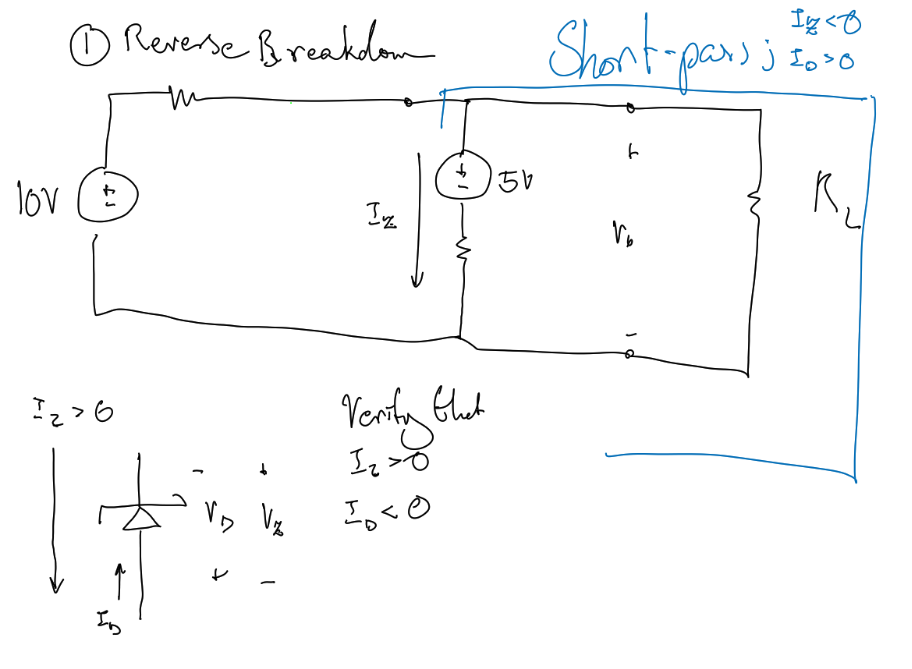 ① Reverse Breakdown
Short-pass; I_Z<0
I_D>0
10V
+
-
+
-
5V
I_Z
+
V_o
-
R_L
I_Z>0
Verify that
I_Z>0
I_D<0
- +
V_D V_Z
+ -
I_D